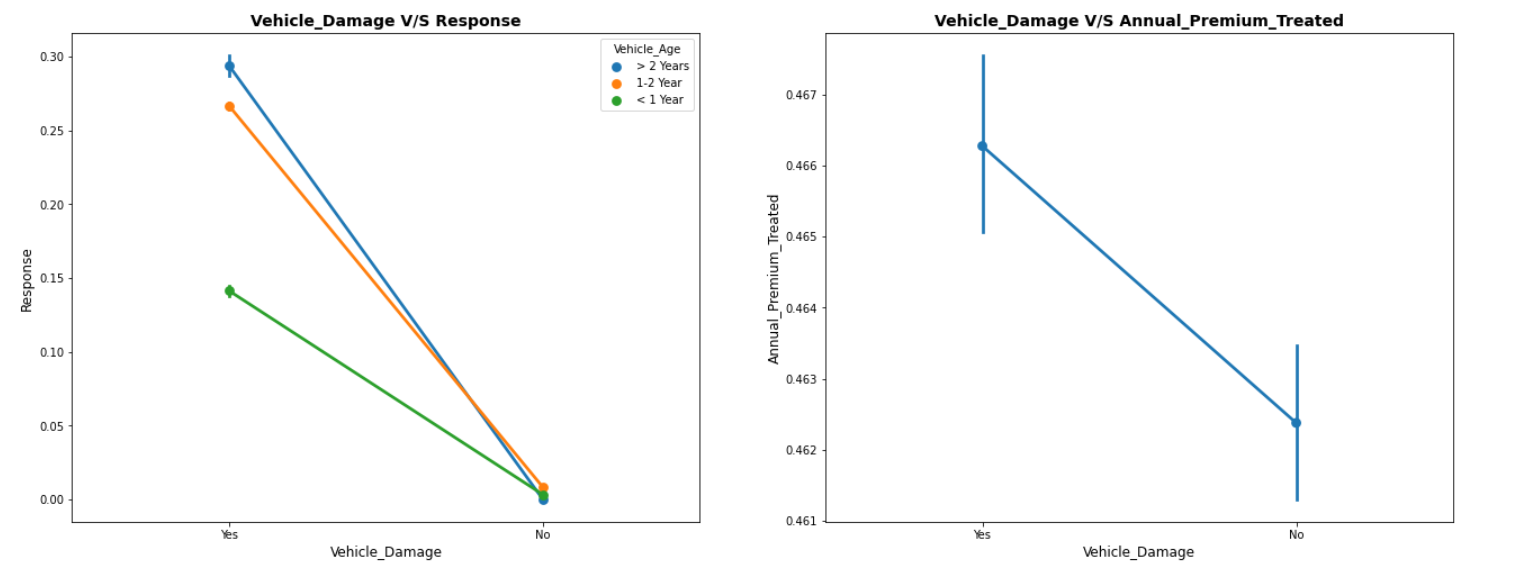 Vehicle_Damage V/S Response
Vehicle_Age
> 2 Years
1-2 Year
< 1 Year
0.30
0.25
0.20
0.15
0.10
0.05
0.00
Response
Yes
No
Vehicle_Damage
Vehicle_Damage V/S Annual_Premium_Treated
0.467
0.466
0.465
0.464
0.463
0.462
0.461
Annual_Premium_Treated
Yes
No
Vehicle_Damage